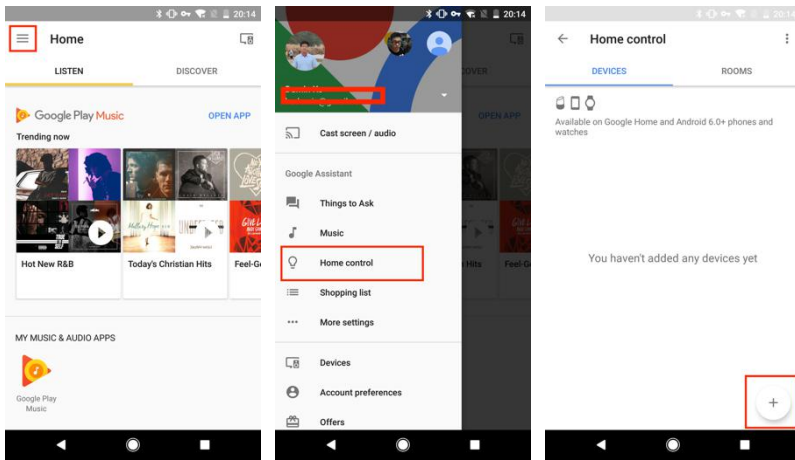 20:14
Home
LISTEN
DISCOVER
Google Play Music
OPEN APP
Trending now
Hot New R&B
Today's Christian Hits
Feel-G
MY MUSIC & AUDIO APPS
Google Play
Music
20:14
COVER
OPEN APP
Cast screen / audio
Google Assistant
Things to Ask
Music
Home control
Hits
Feel-G
Shopping list
More settings
Devices
Account preferences
Offers
20:14
Home control
DEVICES
ROOMS
Available on Google Home and Android 6.0+ phones and
watches
You haven't added any devices yet